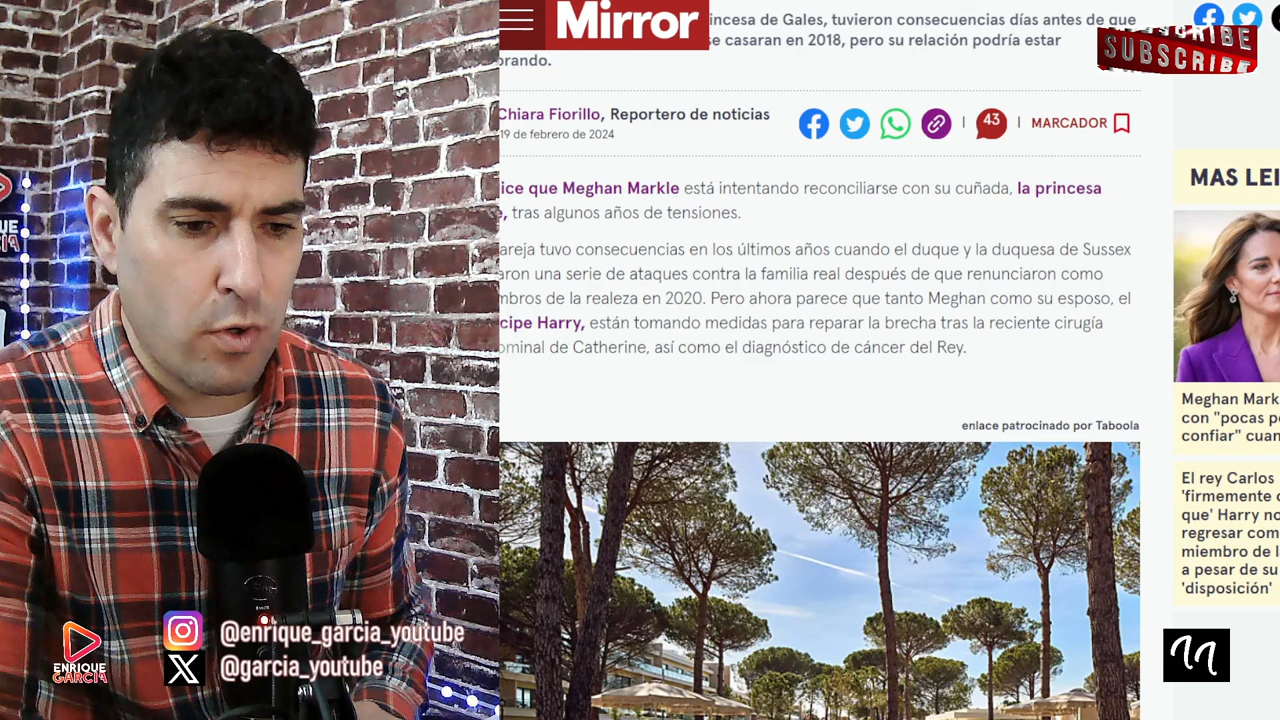 Mirror
incesa de Gales, tuvieron consecuencias días antes de que
se casaran en 2018, pero su relación podría estar
orando.
SUBSCRIBE
Chiara Fiorillo, Reportero de noticias
19 de febrero de 2024
43
MARCADOR
ice que Meghan Markle está intentando reconciliarse con su cuñada, la princesa
e, tras algunos años de tensiones.
areja tuvo consecuencias en los últimos años cuando el duque y la duquesa de Sussex
aron una serie de ataques contra la familia real después de que renunciaron como
mbros de la realeza en 2020. Pero ahora parece que tanto Meghan como su esposo, el
cipe Harry, están tomando medidas para reparar la brecha tras la reciente cirugía
ominal de Catherine, así como el diagnóstico de cáncer del Rey.
enlace patrocinado por Taboola
MAS LEI
Meghan Mark
con "pocas p
confiar" cuan
El rey Carlos
'firmemente
que' Harry no
regresar com
miembro de l
a pesar de su
'disposición'
@enrique_garcia_youtube
@garcia_youtube
ENRIQUE
GARCIA